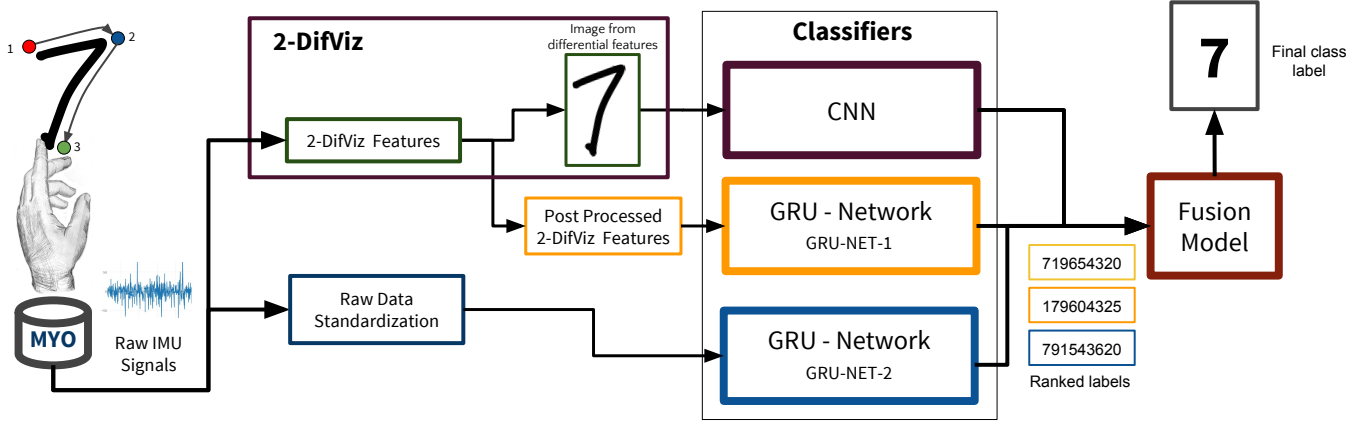 1
2
3
MYO
Raw IMU
Signals
2-DifViz
Image from
differential features
7
2-DifViz Features
Post Processed
2-DifViz Features
Raw Data
Standardization
Classifiers
CNN
GRU - Network
GRU-NET-1
GRU - Network
GRU-NET-2
719654320
179604325
791543620
Ranked labels
Fusion
Model
7
Final class
label